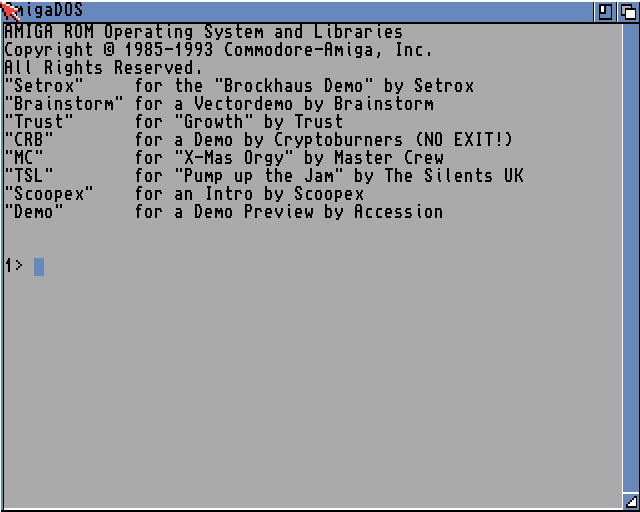 AmigaDOS
AMIGA ROM Operating System and Libraries
Copyright © 1985-1993 Commodore-Amiga, Inc.
All Rights Reserved.
"Setrox" for the "Brockhaus Demo" by Setrox
"Brainstorm" for a Vectordemo by Brainstorm
"Trust" for "Growth" by Trust
"CRB" for a Demo by Cryptoburners (NO EXIT!)
"MC" for "X-Mas Orgy" by Master Crew
"TSL" for "Pump up the Jam" by The Silents UK
"Scoopex" for an Intro by Scoopex
"Demo" for a Demo Preview by Accession
1>